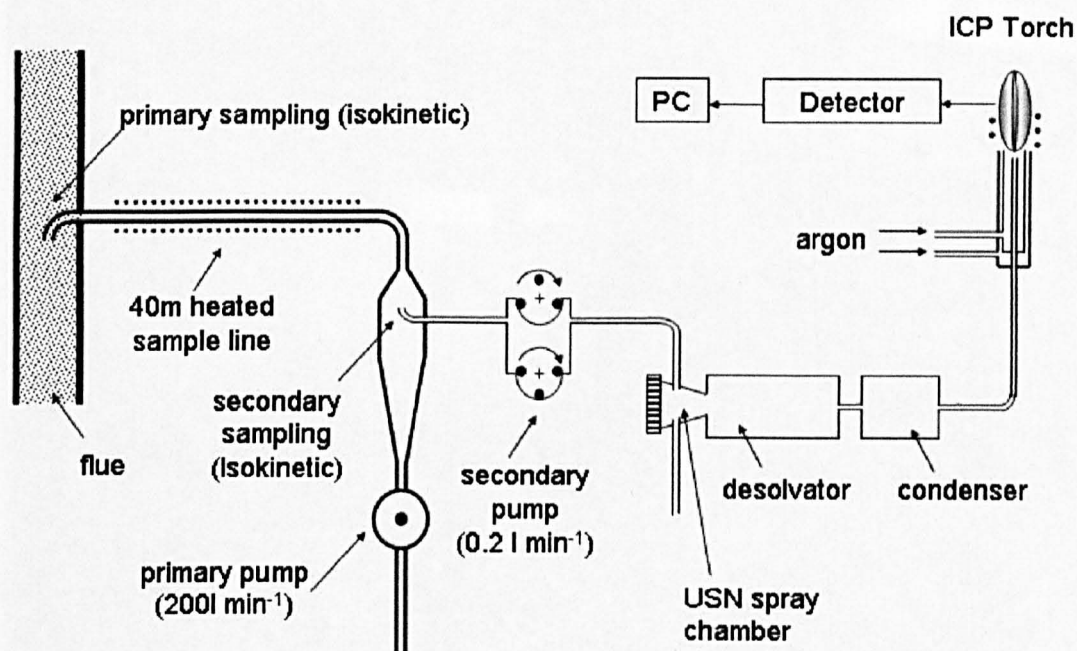 ICP Torch
PC
Detector
primary sampling (isokinetic)
argon
40m heated
sample line
secondary
sampling
(Isokinetic)
flue
secondary
pump
(0.2 l min-1)
desolvator
condenser
primary pump
(200l min-1)
USN spray
chamber